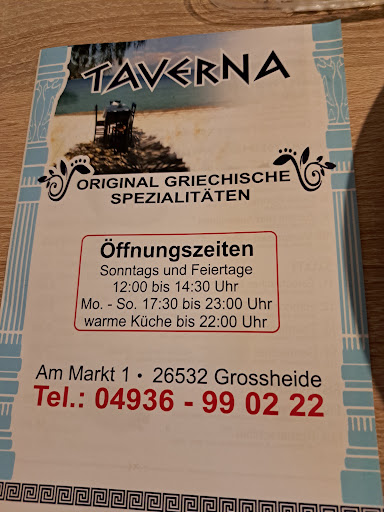 TAVERNA
ORIGINAL GRIECHISCHE
SPEZIALITÄTEN
Öffnungszeiten
Sonntags und Feiertage
12:00 bis 14:30 Uhr
Mo. - So. 17:30 bis 23:00 Uhr
warme Küche bis 22:00 Uhr
Am Markt 1 • 26532 Grossheide
Tel.: 04936 - 99 02 22